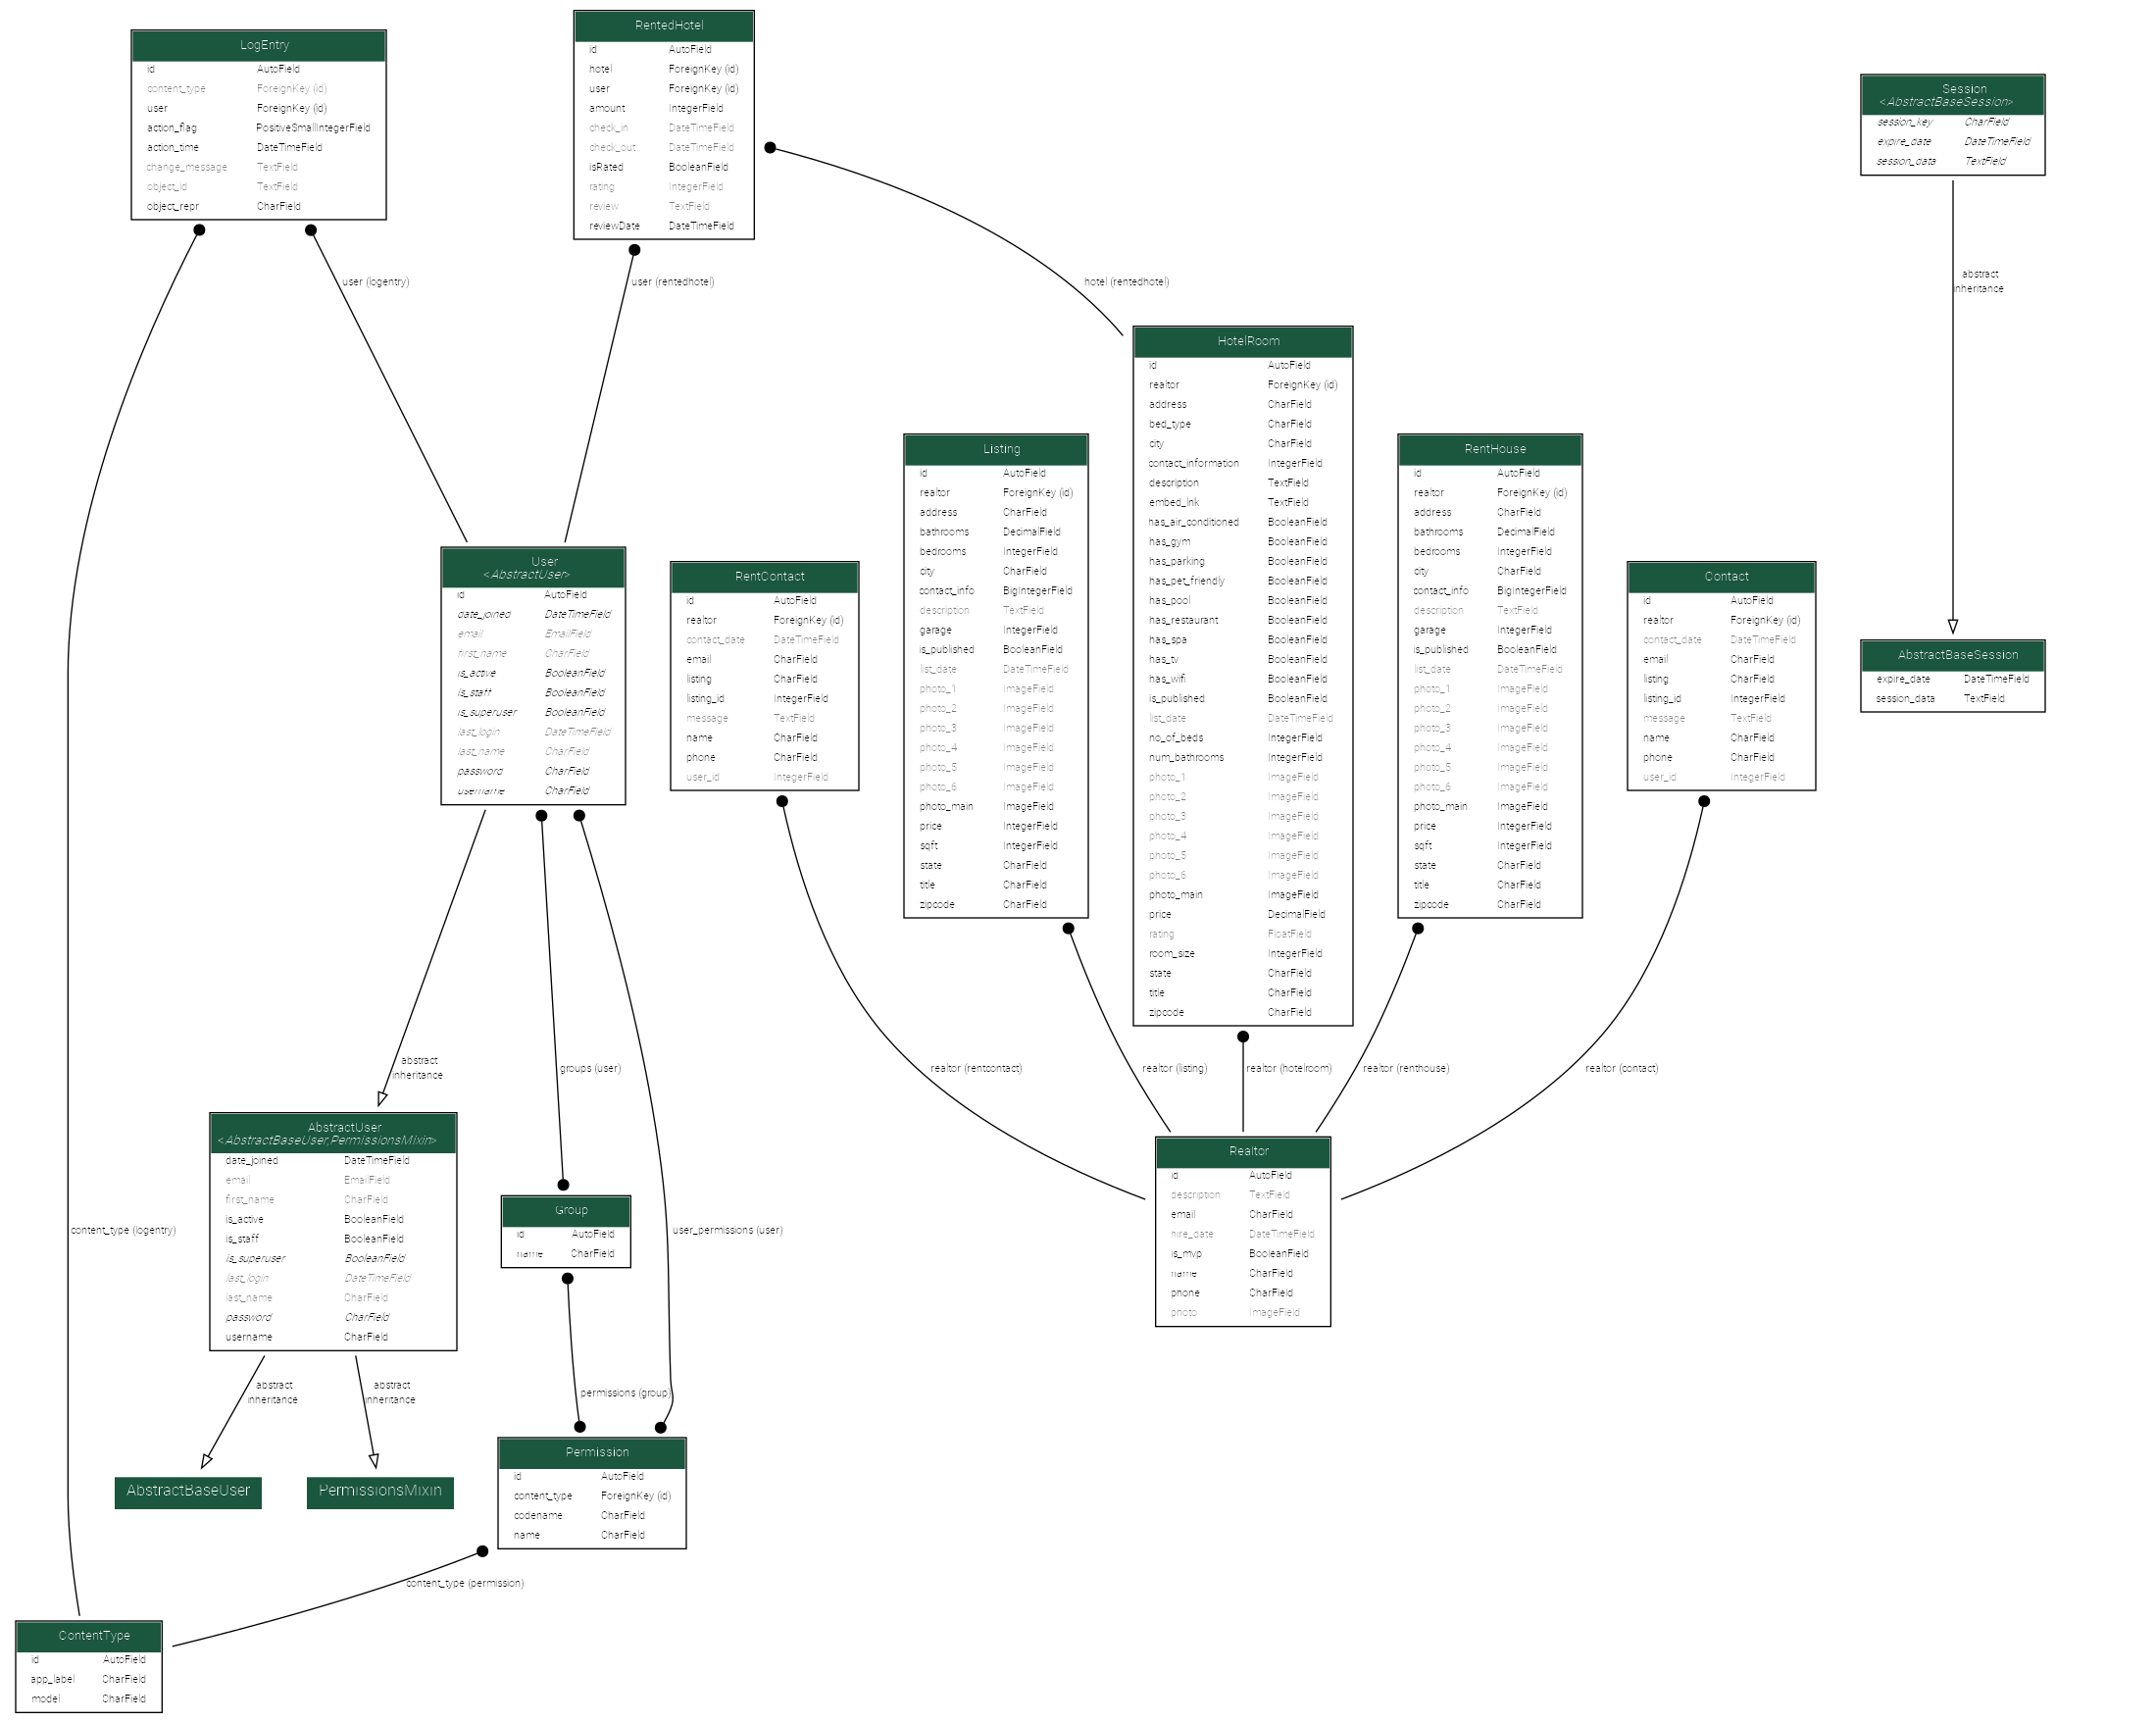 LogEntry
id AutoField
content_type ForeignKey (id)
user ForeignKey (id)
action_flag PositiveSmallIntegerField
action_time DateTimeField
change_message TextField
object_id TextField
object_repr CharField
RentedHotel
id AutoField
hotel ForeignKey (id)
user ForeignKey (id)
amount IntegerField
check_in DateTimeField
check_out DateTimeField
isRated BooleanField
rating IntegerField
review TextField
reviewDate DateTimeField
Session
<AbstractBaseSession>
session_key CharField
expire_date DateTimeField
session_data TextField
user (logentry)
user (rentedhotel)
hotel (rentedhotel)
abstract
inheritance
HotelRoom
id AutoField
realtor ForeignKey (id)
address CharField
bed_type CharField
city CharField
contact_information IntegerField
description TextField
embed_lnk TextField
has_air_conditioned BooleanField
has_gym BooleanField
has_parking BooleanField
has_pet_friendly BooleanField
has_pool BooleanField
has_restaurant BooleanField
has_spa BooleanField
has_tv BooleanField
has_wifi BooleanField
is_published BooleanField
list_date DateTimeField
no_of_beds IntegerField
num_bathrooms IntegerField
photo_1 ImageField
photo_2 ImageField
photo_3 ImageField
photo_4 ImageField
photo_5 ImageField
photo_6 ImageField
photo_main ImageField
price DecimalField
rating FloatField
room_size IntegerField
state CharField
title CharField
zipcode CharField
Listing
id AutoField
realtor ForeignKey (id)
address CharField
bathrooms DecimalField
bedrooms IntegerField
city CharField
contact_info BigIntegerField
description TextField
garage IntegerField
is_published BooleanField
list_date DateTimeField
photo_1 ImageField
photo_2 ImageField
photo_3 ImageField
photo_4 ImageField
photo_5 ImageField
photo_6 ImageField
photo_main ImageField
price IntegerField
sqft IntegerField
state CharField
title CharField
zipcode CharField
RentHouse
id AutoField
realtor ForeignKey (id)
address CharField
bathrooms DecimalField
bedrooms IntegerField
city CharField
contact_info BigIntegerField
description TextField
garage IntegerField
is_published BooleanField
list_date DateTimeField
photo_1 ImageField
photo_2 ImageField
photo_3 ImageField
photo_4 ImageField
photo_5 ImageField
photo_6 ImageField
photo_main ImageField
price IntegerField
sqft IntegerField
state CharField
title CharField
zipcode CharField
User
<AbstractUser>
id AutoField
date_joined DateTimeField
email EmailField
first_name CharField
is_active BooleanField
is_staff BooleanField
is_superuser BooleanField
last_login DateTimeField
last_name CharField
password CharField
username CharField
RentContact
id AutoField
realtor ForeignKey (id)
contact_date DateTimeField
email CharField
listing CharField
listing_id IntegerField
message TextField
name CharField
phone CharField
user_id IntegerField
Contact
id AutoField
realtor ForeignKey (id)
contact_date DateTimeField
email CharField
listing CharField
listing_id IntegerField
message TextField
name CharField
phone CharField
user_id IntegerField
AbstractBaseSession
expire_date DateTimeField
session_data TextField
abstract
inheritance
groups (user)
realtor (rentcontact)
realtor (listing)
realtor (hotelroom)
realtor (renthouse)
realtor (contact)
AbstractUser
<AbstractBaseUser,PermissionsMixin>
date_joined DateTimeField
email EmailField
first_name CharField
is_active BooleanField
is_staff BooleanField
is_superuser BooleanField
last_login DateTimeField
last_name CharField
password CharField
username CharField
Group
id AutoField
name CharField
Realtor
id AutoField
description TextField
email CharField
hire_date DateTimeField
is_mvp BooleanField
name CharField
phone CharField
photo ImageField
content_type (logentry)
user_permissions (user)
abstract
inheritance
abstract
inheritance
permissions (group)
AbstractBaseUser
PermissionsMixin
Permission
id AutoField
content_type ForeignKey (id)
codename CharField
name CharField
content_type (permission)
ContentType
id AutoField
app_label CharField
model CharField